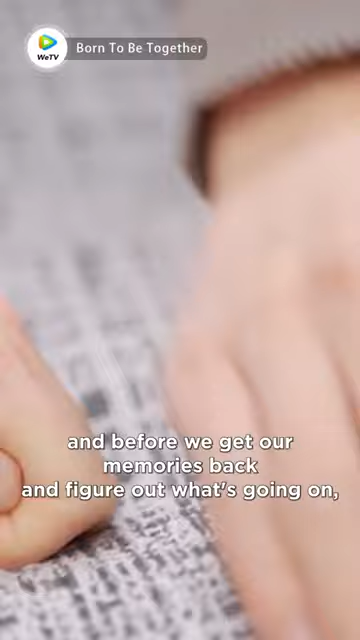 WeTV
Born To Be Together
and before we get our
memories back
and figure out what's going on,